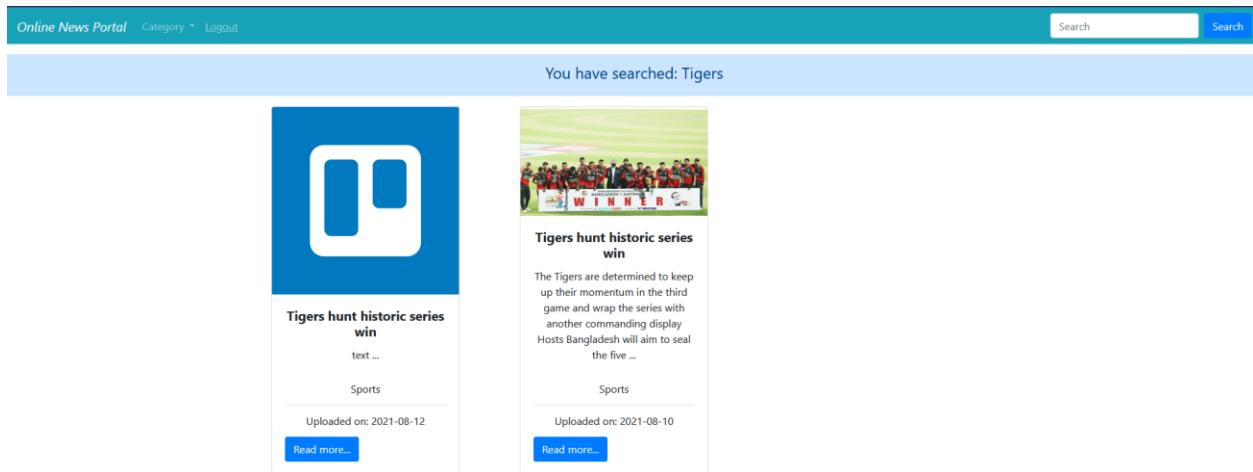 Online News Portal Category Logout Search Search
You have searched: Tigers
Tigers hunt historic series
win
text ...
Sports
Uploaded on: 2021-08-12
Read more...
WINNER
Tigers hunt historic series
win
The Tigers are determined to keep
up their momentum in the third
game and wrap the series with
another commanding display
Hosts Bangladesh will aim to seal
the five ...
Sports
Uploaded on: 2021-08-10
Read more...